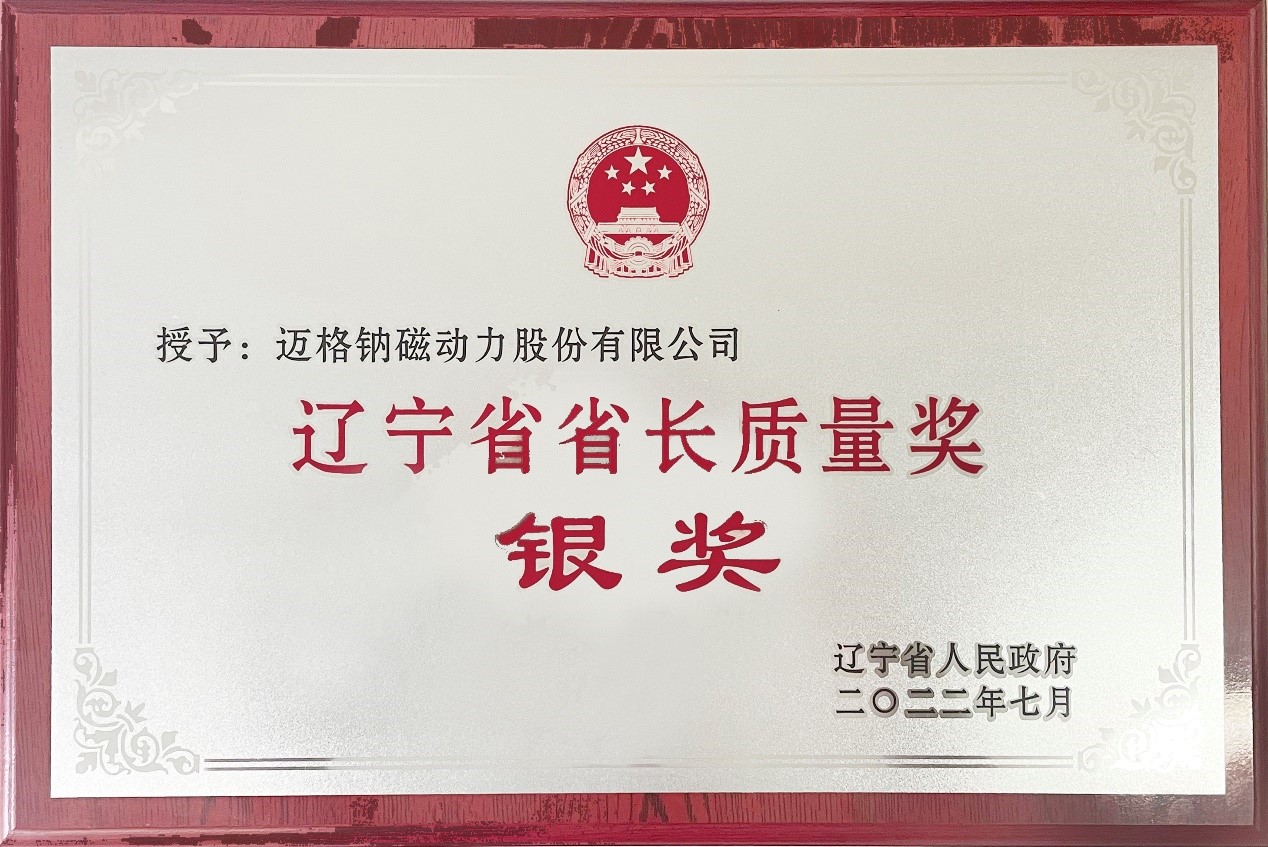 授予：迈格钠磁动力股份有限公司
辽宁省省长质量奖
银奖
辽宁省人民政府
二〇二二年七月